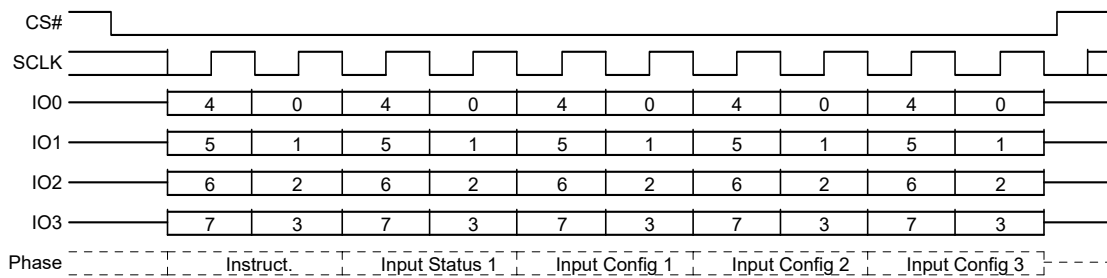 CS#
SCLK
IO0 4 0 4 0 4 0 4 0 4 0
IO1 5 1 5 1 5 1 5 1 5 1
IO2 6 2 6 2 6 2 6 2 6 2
IO3 7 3 7 3 7 3 7 3 7 3
Phase Instruct. Input Status 1 Input Config 1 Input Config 2 Input Config 3